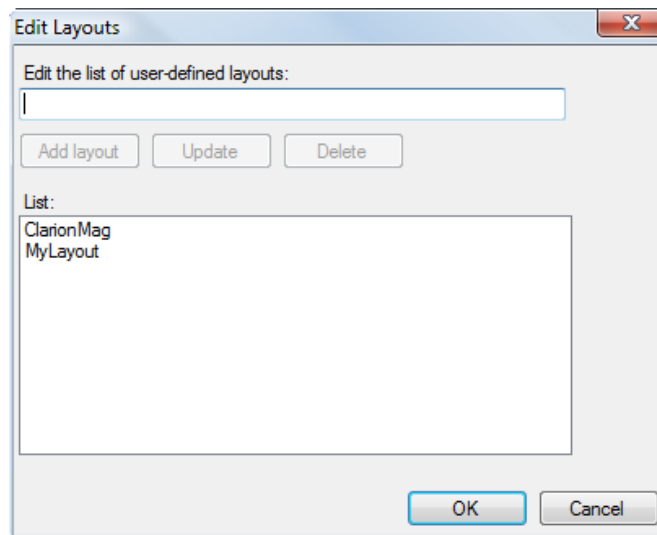 Edit Layouts
Edit the list of user-defined layouts:
Add layout Update Delete
List:
ClarionMag
MyLayout
OK Cancel